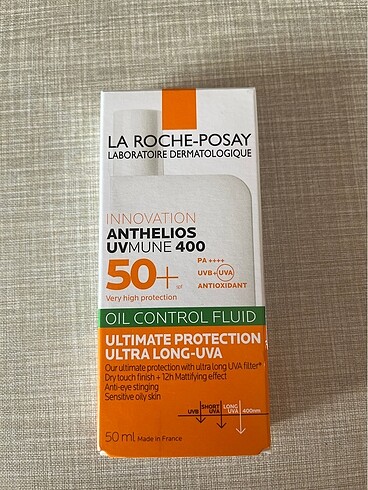 LA ROCHE-POSAY
LABORATOIRE DERMATOLOGIQUE
INNOVATION
ANTHELIOS
UVMUNE 400
50+
Very high protection
PA ++++
UVB+UVA
ANTIOXIDANT
OIL CONTROL FLUID
ULTIMATE PROTECTION
ULTRA LONG-UVA
Our ultimate protection with ultra long UVA filter*
Dry touch finish + 12h Mattifying effect
Anti-eye stinging
Sensitive oily skin
UVB SHORT UVA LONG UVA 400nm
50 ml Made in France